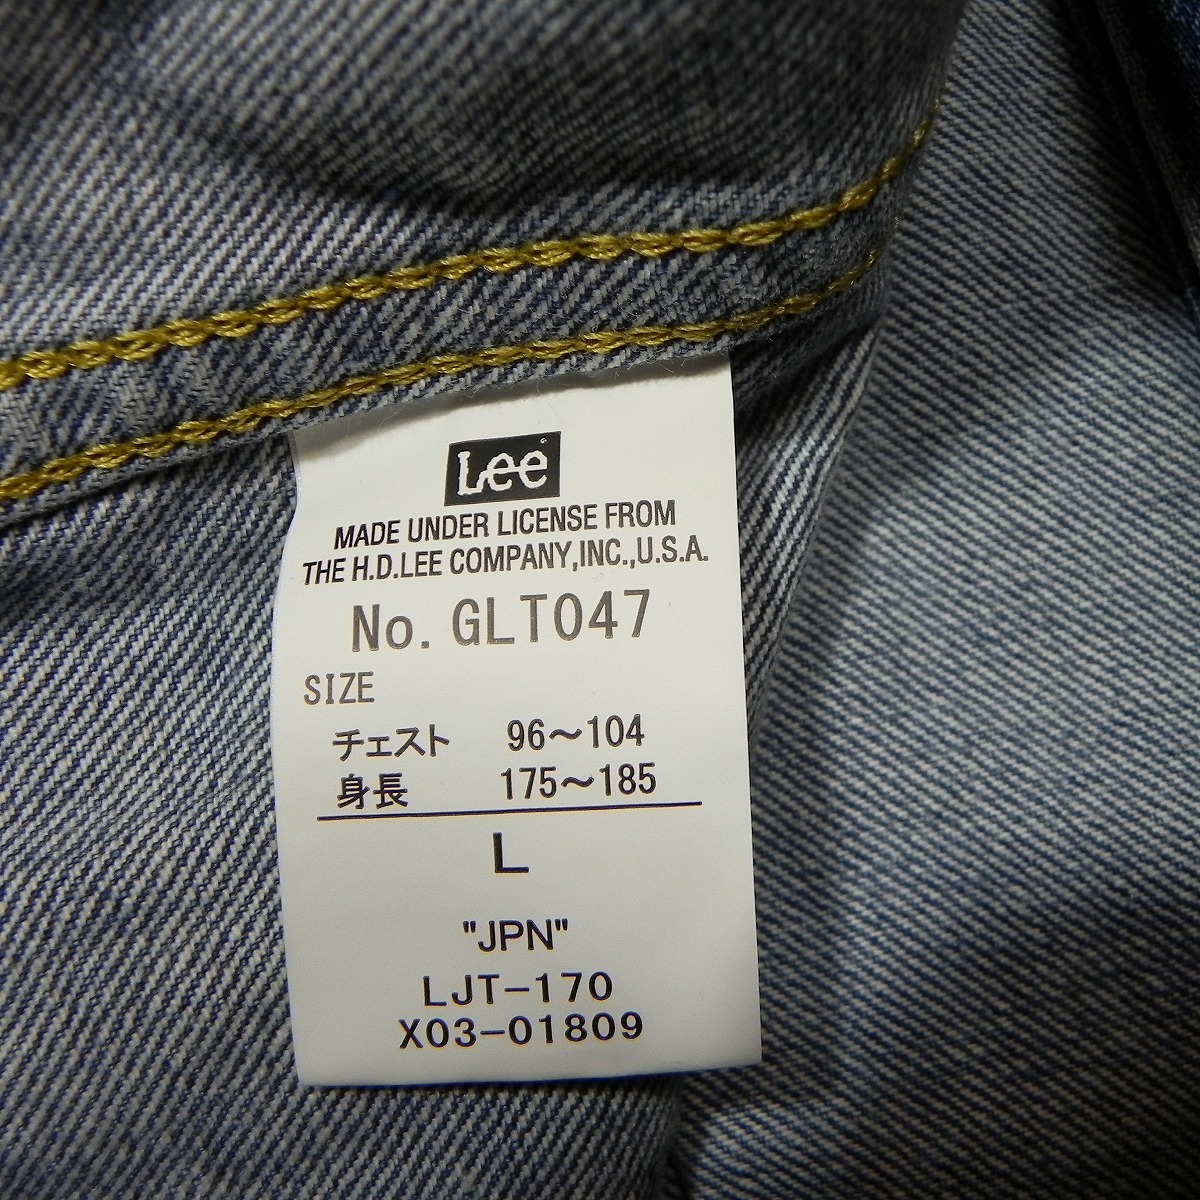 Lee
MADE UNDER LICENSE FROM
THE H.D.LEE COMPANY,INC.,U.S.A.
No. GLT047
SIZE
チェスト 96〜104
身長 175〜185
L
"JPN"
LJT-170
X03-01809